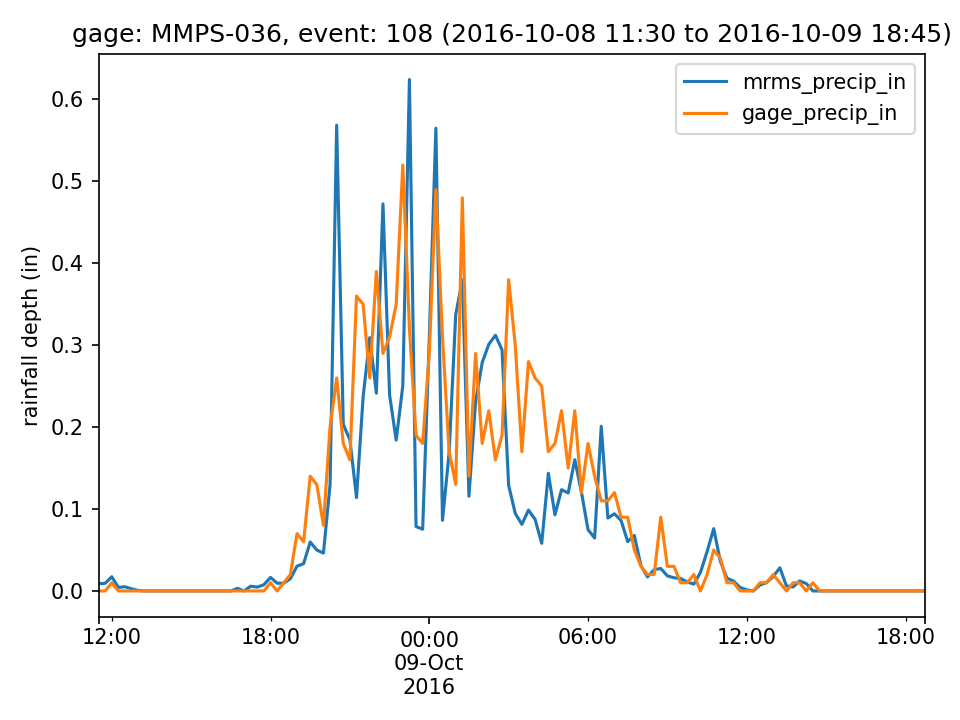 gage: MMPS-036, event: 108 (2016-10-08 11:30 to 2016-10-09 18:45)
mrms_precip_in
gage_precip_in
rainfall depth (in)
0.6
0.5
0.4
0.3
0.2
0.1
0.0
12:00 18:00 00:00 06:00 12:00 18:00
09-Oct
2016